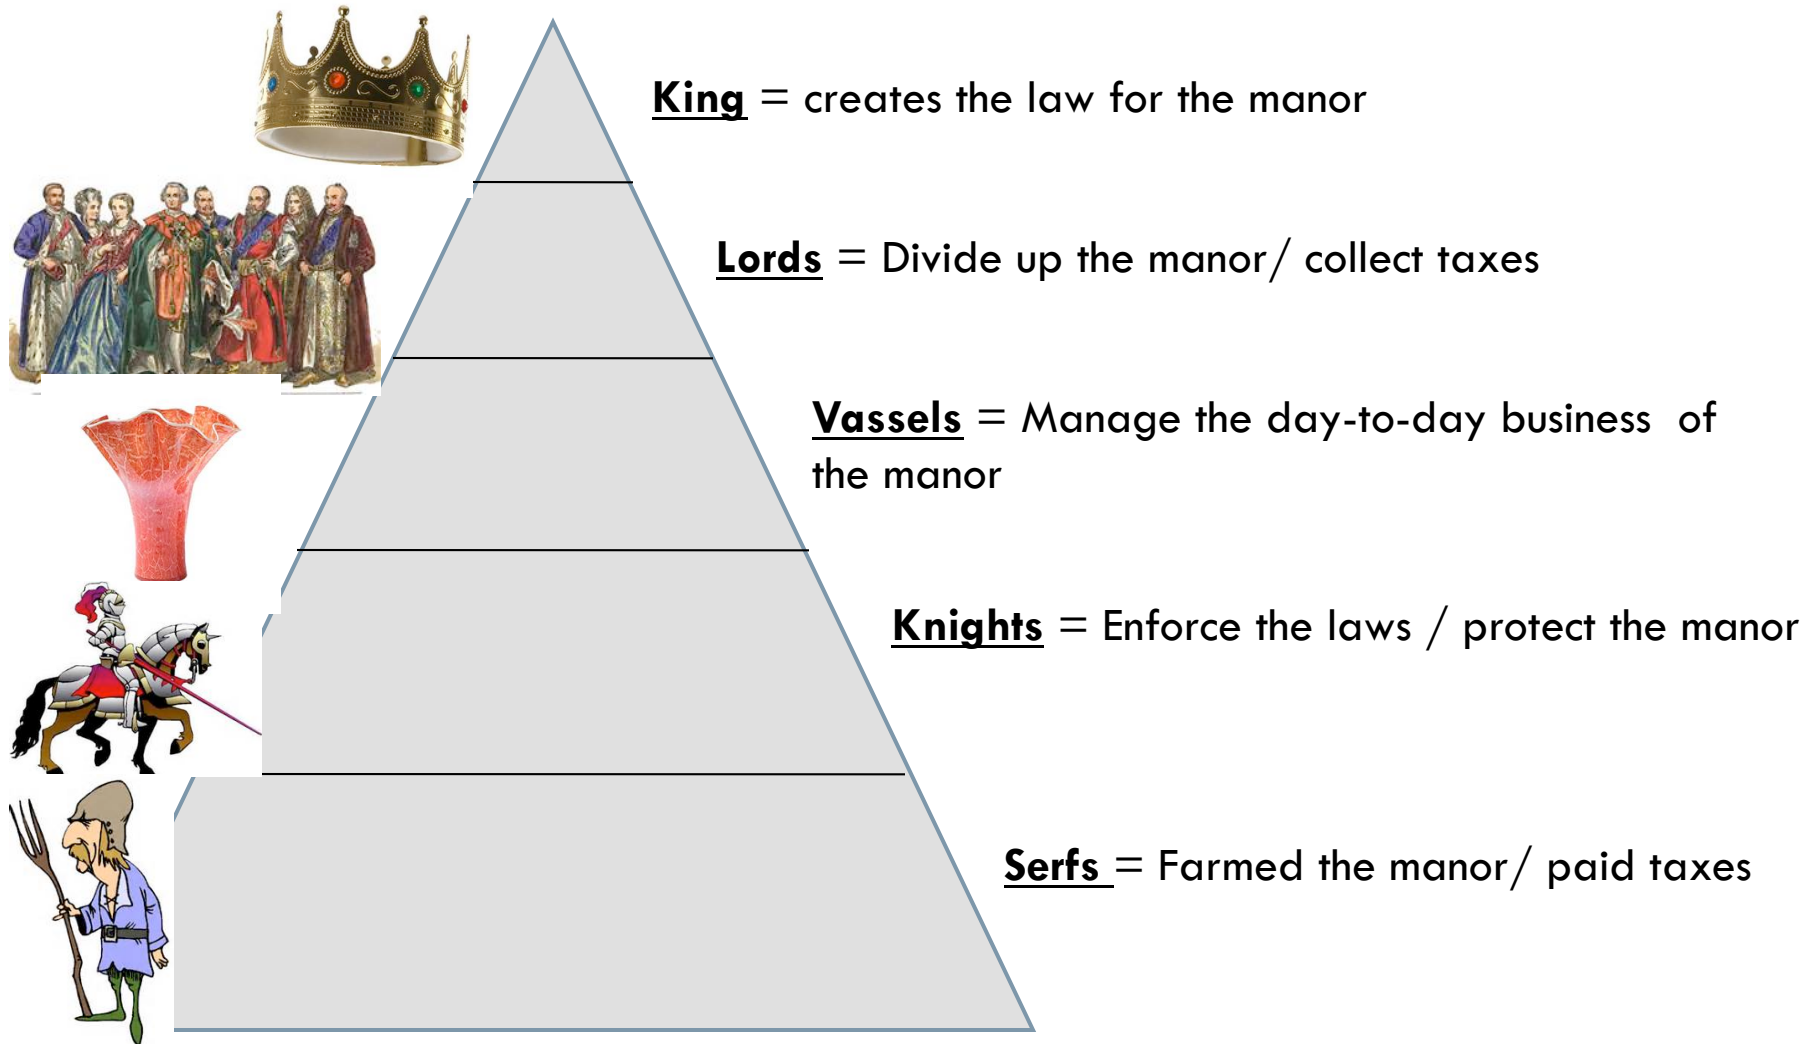 King = creates the law for the manor
Lords = Divide up the manor/ collect taxes
Vassels = Manage the day-to-day business  of
the manor
Knights = Enforce the laws / protect the manor
Serfs = Farmed the manor/ paid taxes